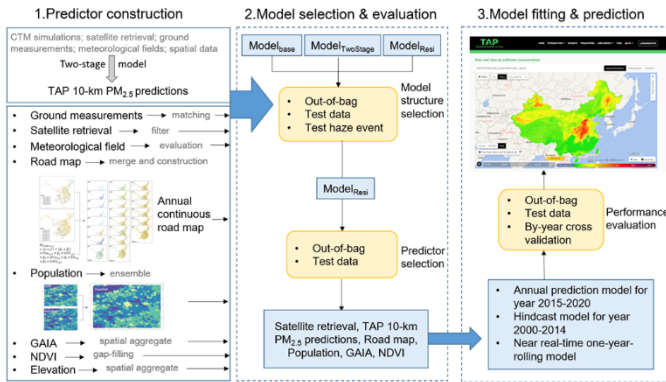 1.Predictor construction
CTM simulations; satellite retrieval; ground
measurements; meteorological fields; spatial data
Two-stage model
TAP 10-km PM2.5 predictions
• Ground measurements → matching
• Satellite retrieval → filter
• Meteorological field → evaluation
• Road map → merge and construction
Annual
continuous
road map
• Population → ensemble
• GAIA → spatial aggregate
• NDVI → gap-filling
• Elevation → spatial aggregate
2.Model selection & evaluation
Modelbase
ModelTwoStage
ModelResi
• Out-of-bag
• Test data
• Test haze event
Model
structure
selection
ModelResi
• Out-of-bag
• Test data
Predictor
selection
Satellite retrieval, TAP 10-km
PM2.5 predictions, Road map,
Population, GAIA, NDVI
3.Model fitting & prediction
TAP
• Out-of-bag
• Test data
• By-year cross
validation
Performance
evaluation
• Annual prediction model for
year 2015-2020
• Hindcast model for year
2000-2014
• Near real-time one-year-
rolling model